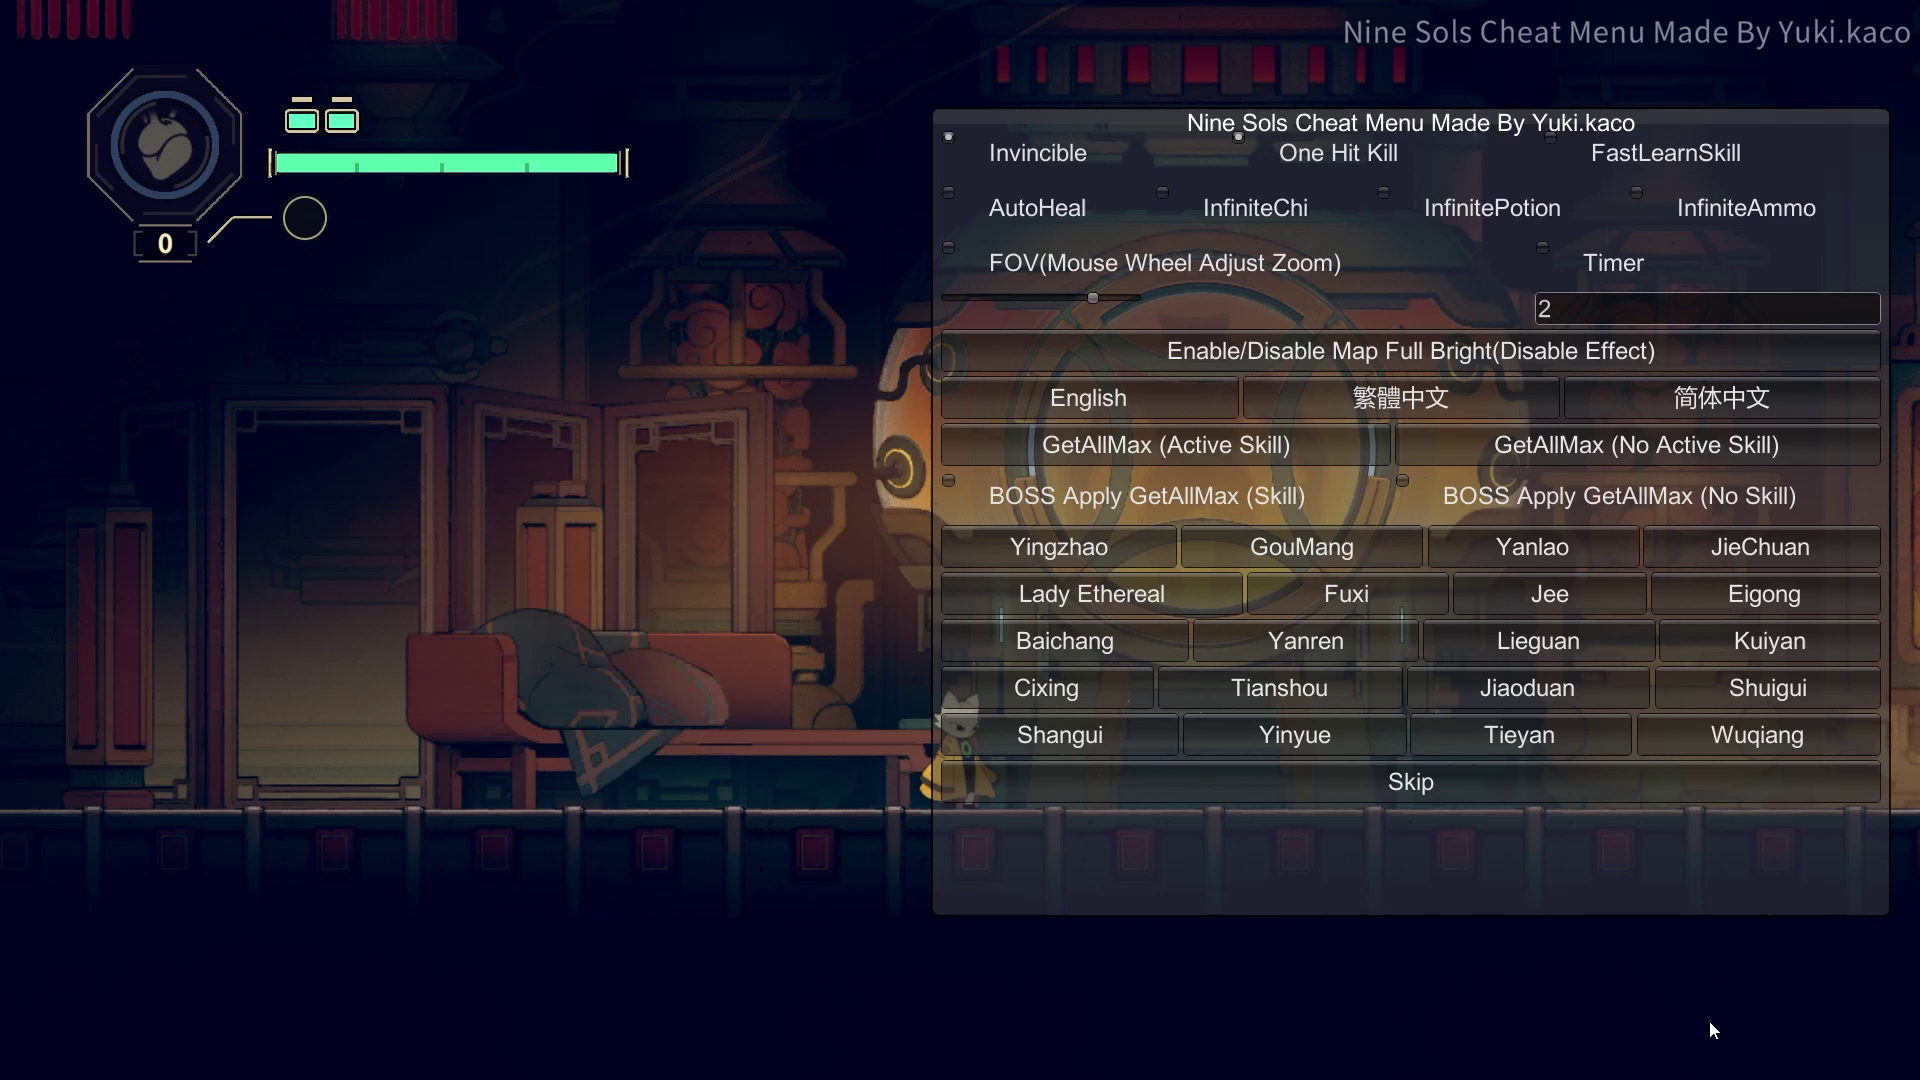 Nine Sols Cheat Menu Made By Yuki.kaco
0
Nine Sols Cheat Menu Made By Yuki.kaco
Invincible One Hit Kill FastLearnSkill
AutoHeal InfiniteChi InfinitePotion InfiniteAmmo
FOV(Mouse Wheel Adjust Zoom) Timer
2
Enable/Disable Map Full Bright(Disable Effect)
English 繁體中文 简体中文
GetAllMax (Active Skill) GetAllMax (No Active Skill)
BOSS Apply GetAllMax (Skill) BOSS Apply GetAllMax (No Skill)
Yingzhao GouMang Yanlao JieChuan
Lady Ethereal Fuxi Jee Eigong
Baichang Yanren Lieguan Kuiyan
Cixing Tianshou Jiaoduan Shuigui
Shangui Yinyue Tieyan Wuqiang
Skip